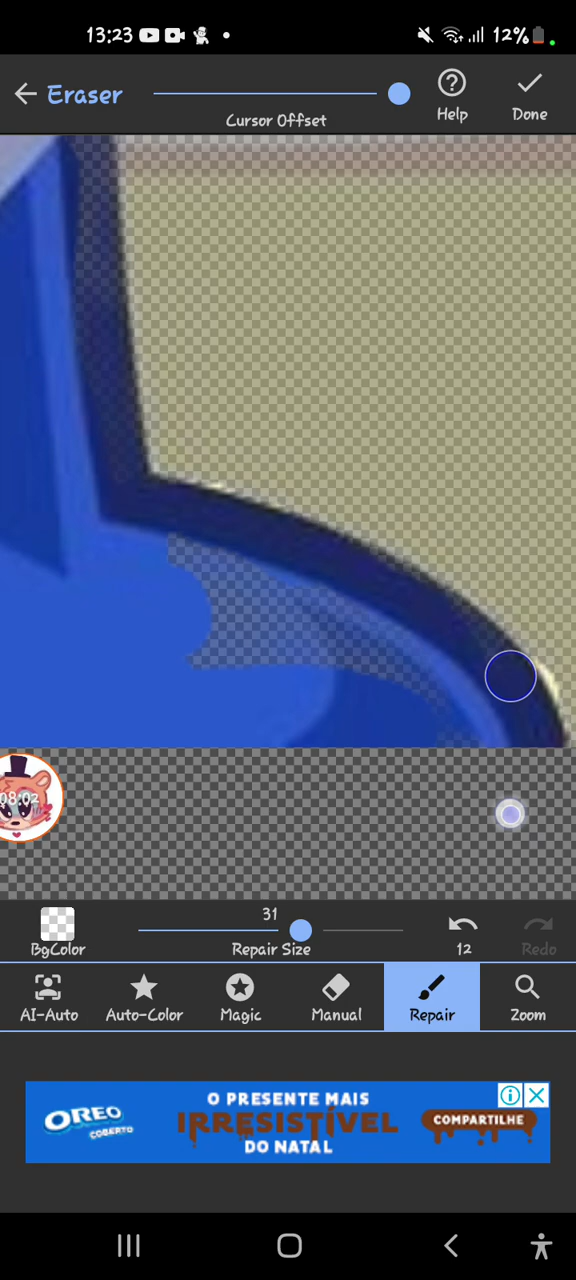 13:23 12%
Eraser
Cursor Offset
Help
Done
08:02
31
BgColor
Repair Size
12
Redo
AI-Auto
Auto-Color
Magic
Manual
Repair
Zoom
OREO
COBERTO
O PRESENTE MAIS
IRRESISTÍVEL
DO NATAL
COMPARTILHE